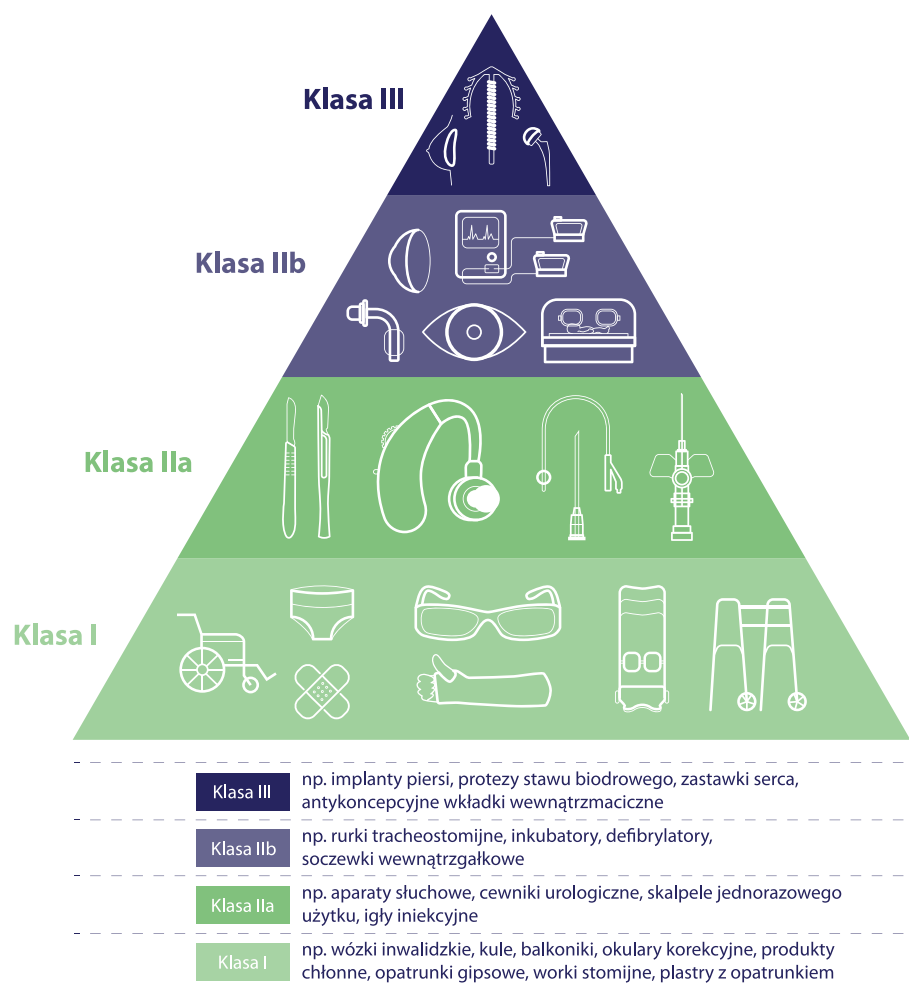 Klasa III
Klasa IIb
Klasa IIa
Klasa I
Klasa III
np. implanty piersi, protezy stawu biodrowego, zastawki serca,
antykoncepcyjne wkładki wewnątrzmaciczne
Klasa IIb
np. rurki tracheostomijne, inkubatory, defibrylatory,
soczewki wewnątrzgałkowe
Klasa IIa
np. aparaty słuchowe, cewniki urologiczne, skalpele jednorazowego
użytku, igły iniekcyjne
Klasa I
np. wózki inwalidzkie, kule, balkoniki, okulary korekcyjne, produkty
chłonne, opatrunki gipsowe, worki stomijne, plastry z opatrunkiem